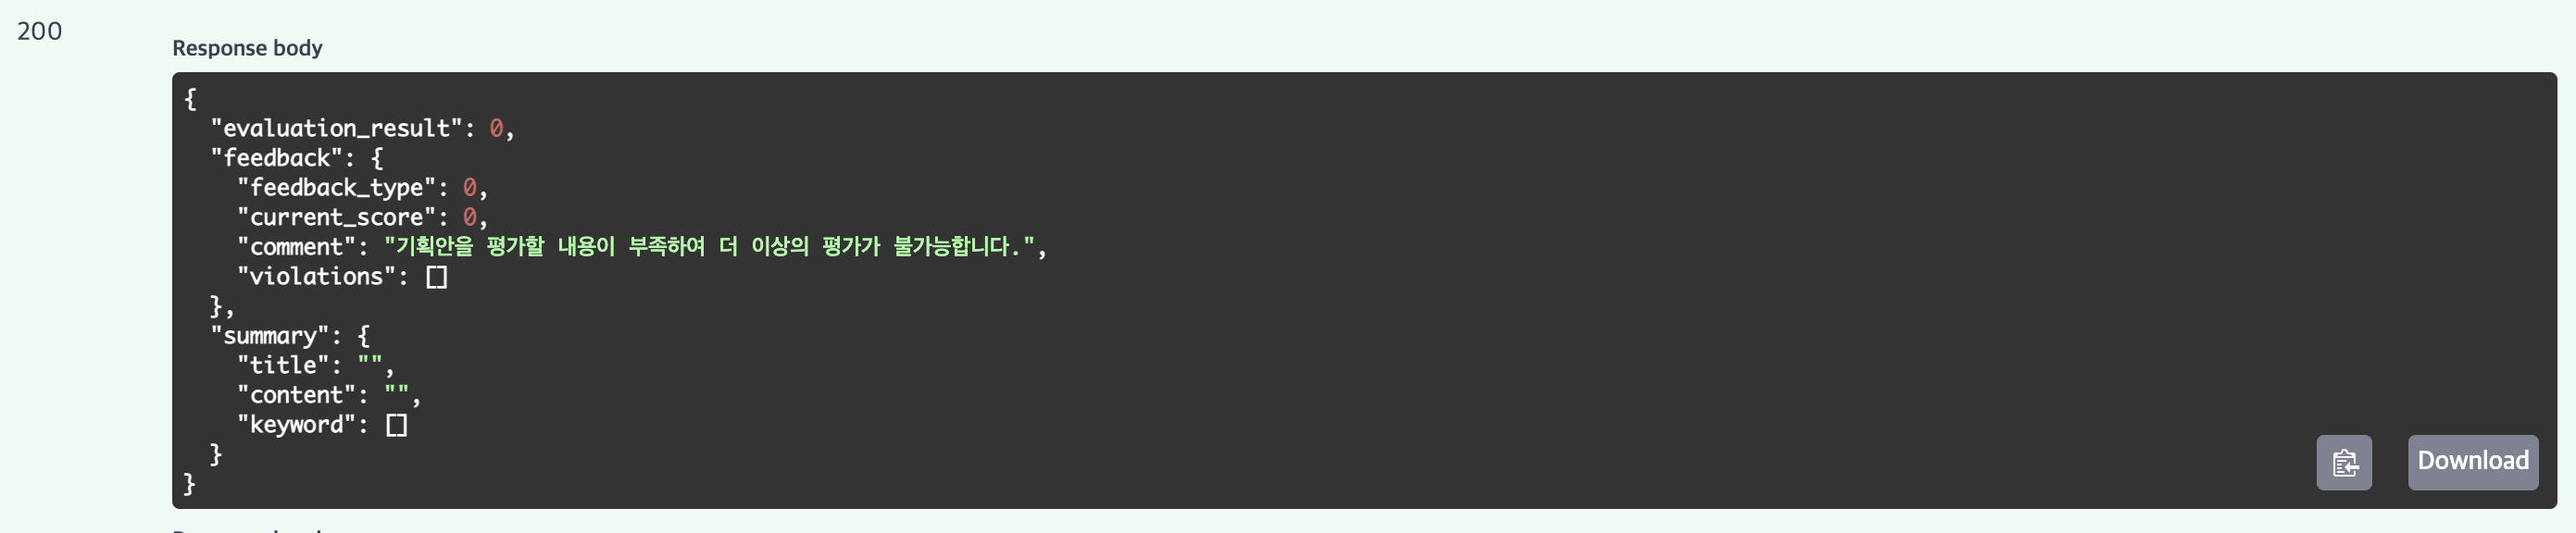 200
Response body
{
"evaluation_result": 0,
"feedback": {
"feedback_type": 0,
"current_score": 0,
"comment": "기획안을 평가할 내용이 부족하여 더 이상의 평가가 불가능합니다.",
"violations": []
},
"summary": {
"title": "",
"content": "",
"keyword": []
}
}
Download